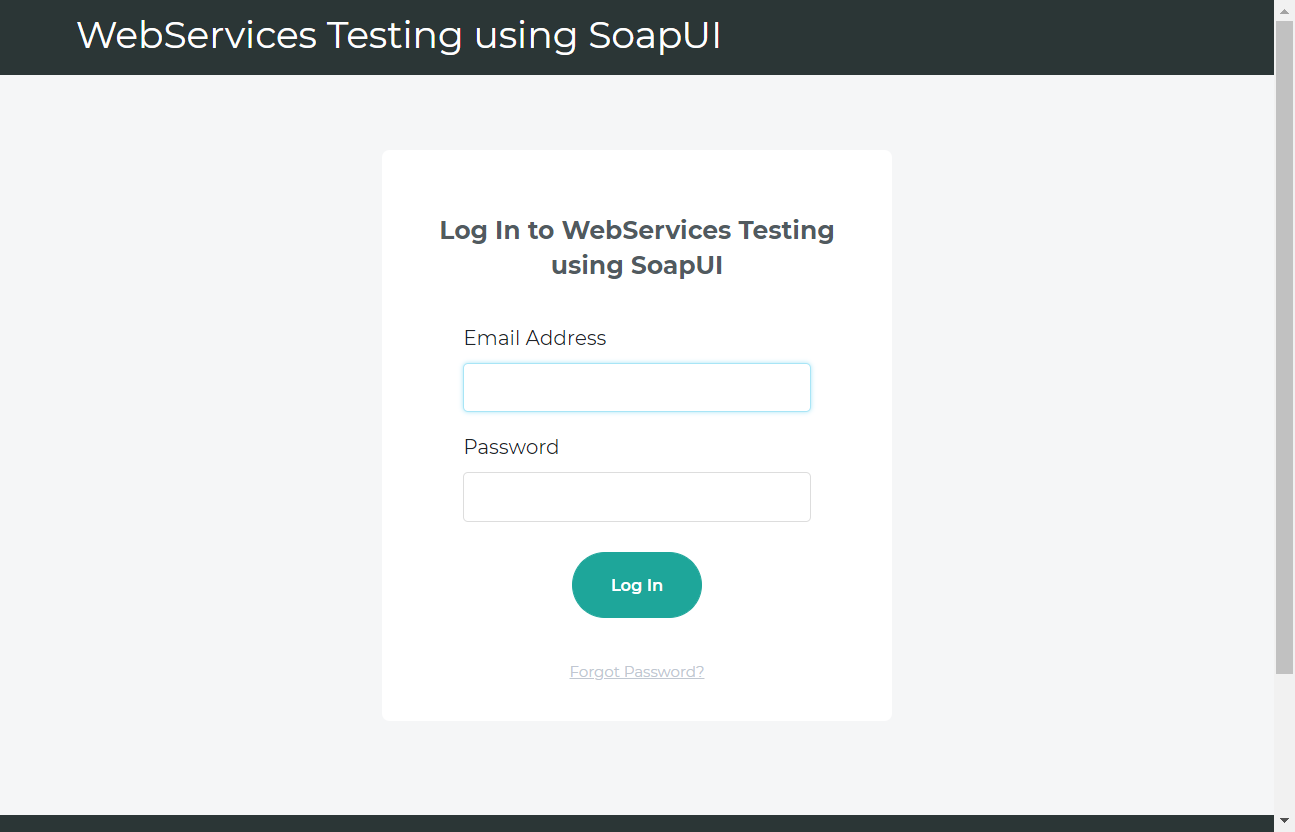 WebServices Testing using SoapUI
Log In to WebServices Testing
using SoapUI
Email Address
Password
Log In
Forgot Password?